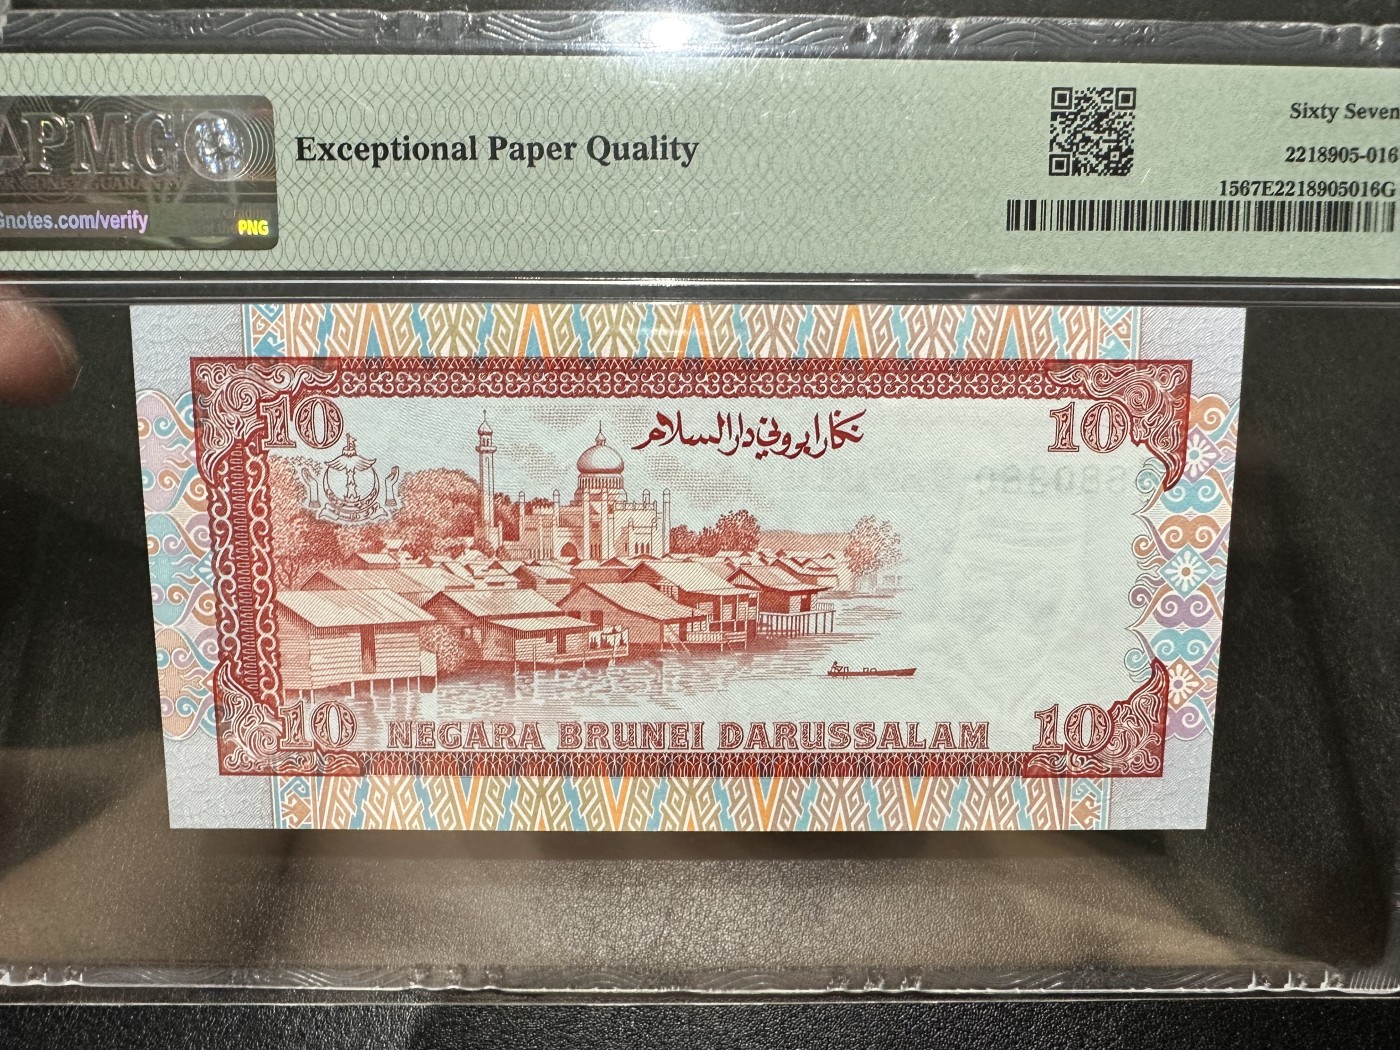 PMG
Exceptional Paper Quality
Sixty Seven
2218905-016
1567E2218905016G
Gnotes.com/verify
PNG
10
نڬارا بروني دارالسلام
10
10
NEGARA BRUNEI DARUSSALAM
10